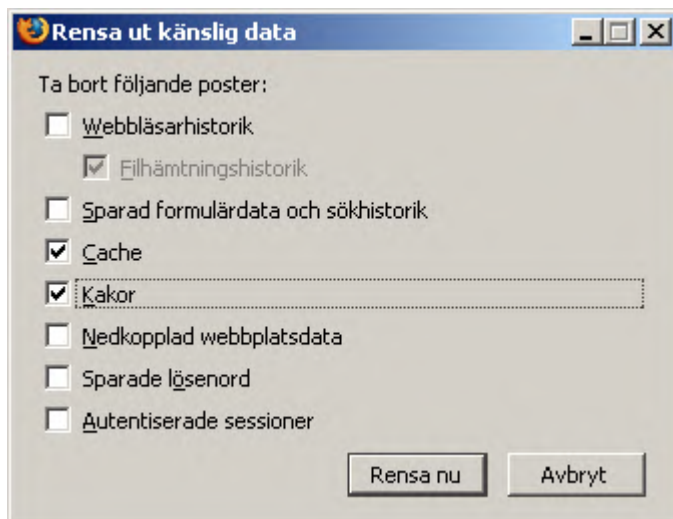 Rensa ut känslig data
Ta bort följande poster:
Webbläsarhistorik
Filhämtningshistorik
Sparad formulärdata och sökhistorik
Cache
Kakor
Nedkopplad webbplatsdata
Sparade lösenord
Autentiserade sessioner
Rensa nu Avbryt